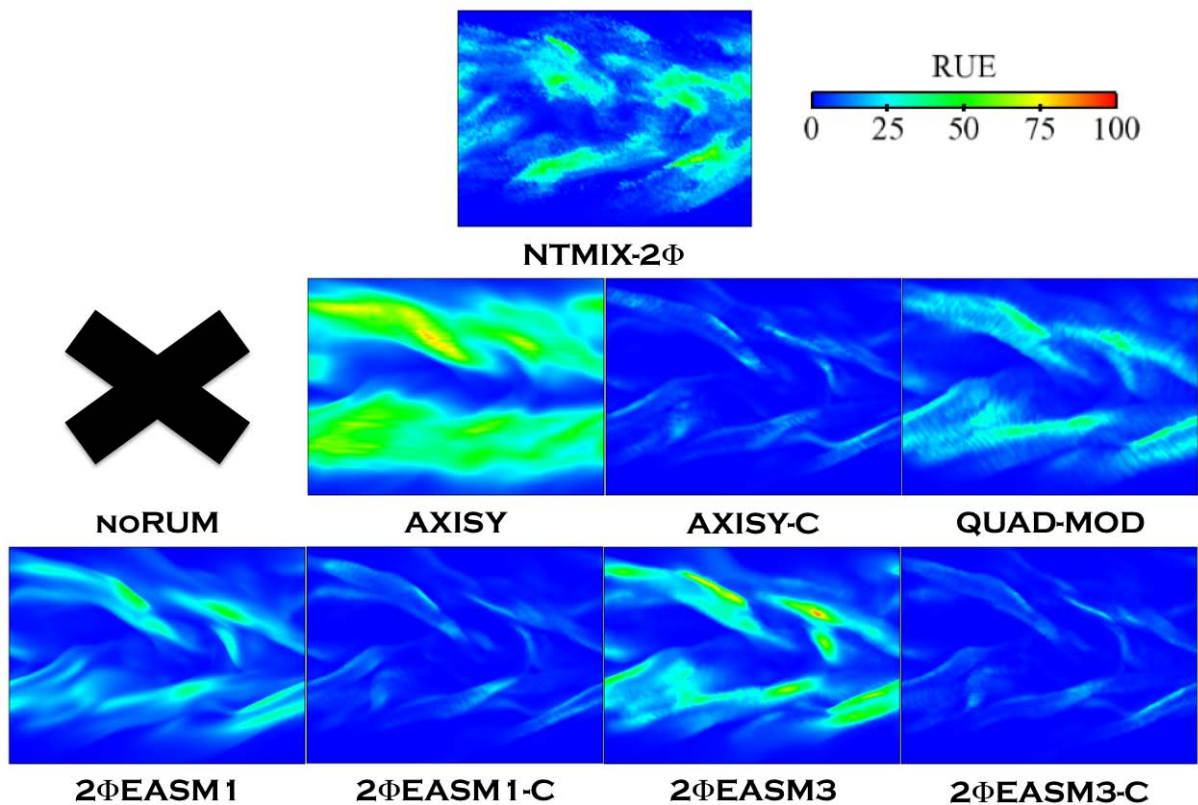 RUE
0 25 50 75 100
NTMIX-2Φ
NORUM AXISY AXISY-C QUAD-MOD
2ΦEASM1 2ΦEASM1-C 2ΦEASM3 2ΦEASM3-C